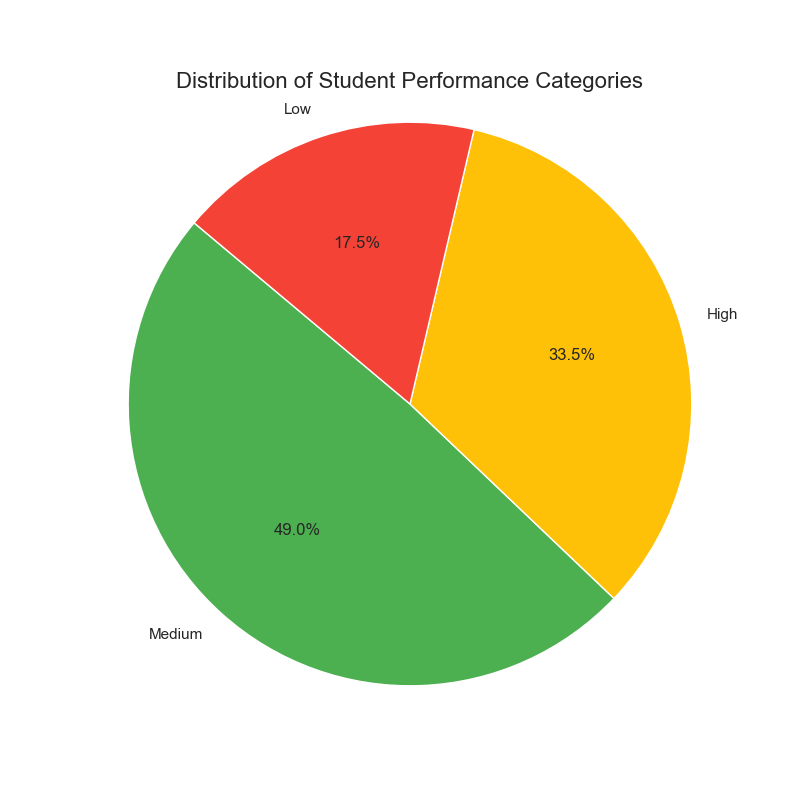 Distribution of Student Performance Categories
Low
17.5%
High
33.5%
49.0%
Medium